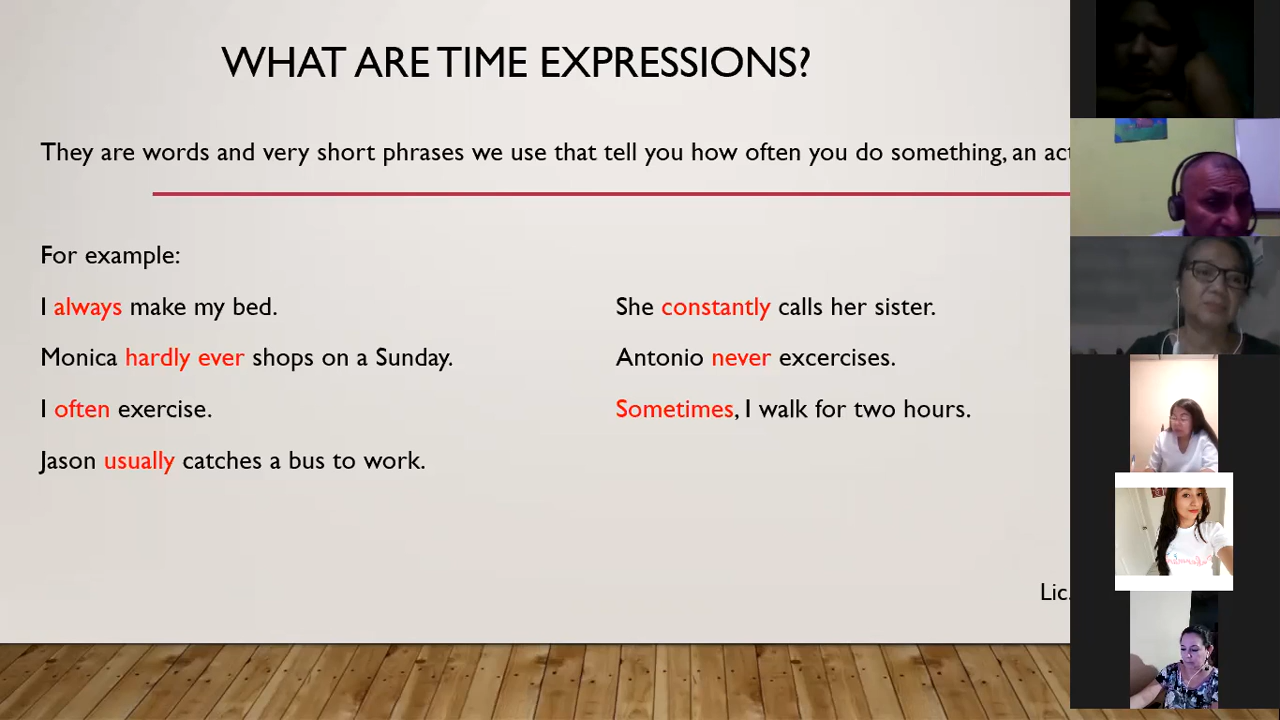 WHAT ARE TIME EXPRESSIONS?
They are words and very short phrases we use that tell you how often you do something, an
For example:
I always make my bed.
Monica hardly ever shops on a Sunday.
I often exercise.
Jason usually catches a bus to work.
She constantly calls her sister.
Antonio never excercises.
Sometimes, I walk for two hours.
Lic.